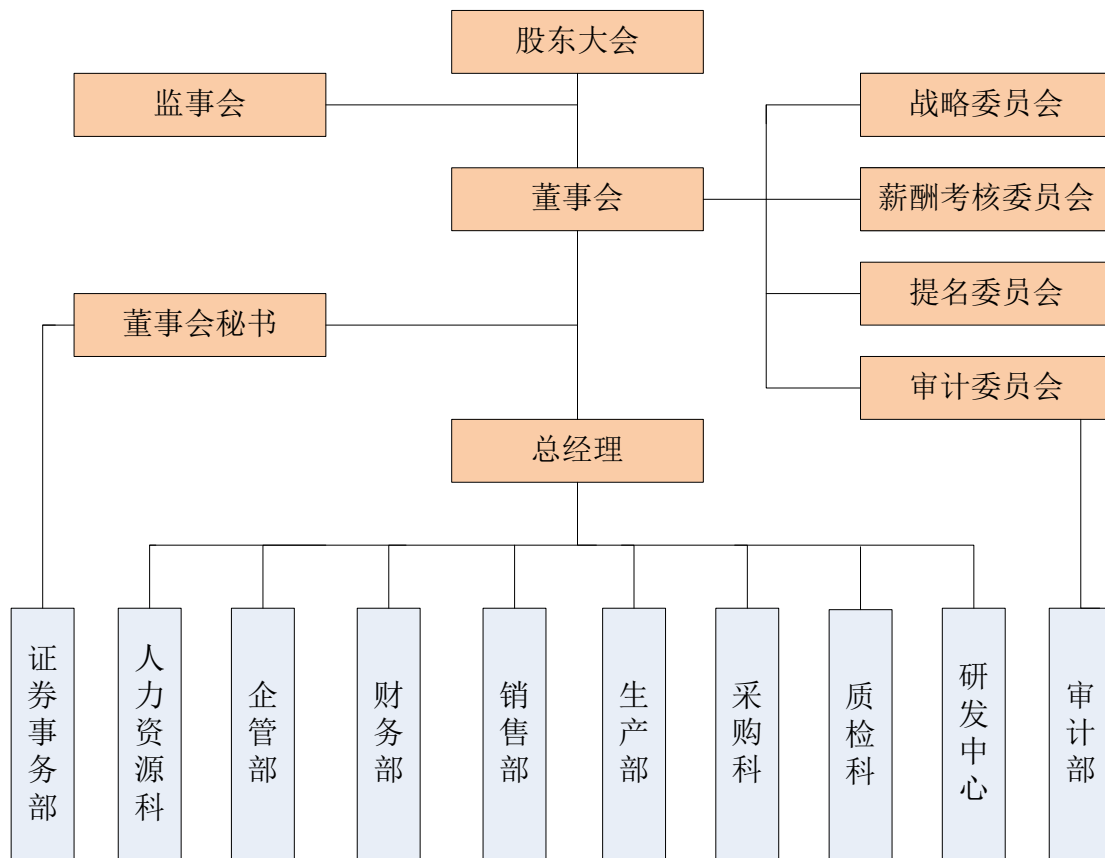 股东大会
监事会
战略委员会
董事会
薪酬考核委员会
提名委员会
董事会秘书
审计委员会
总经理
证券事务部
人力资源科
企管部
财务部
销售部
生产部
采购科
质检科
研发中心
审计部